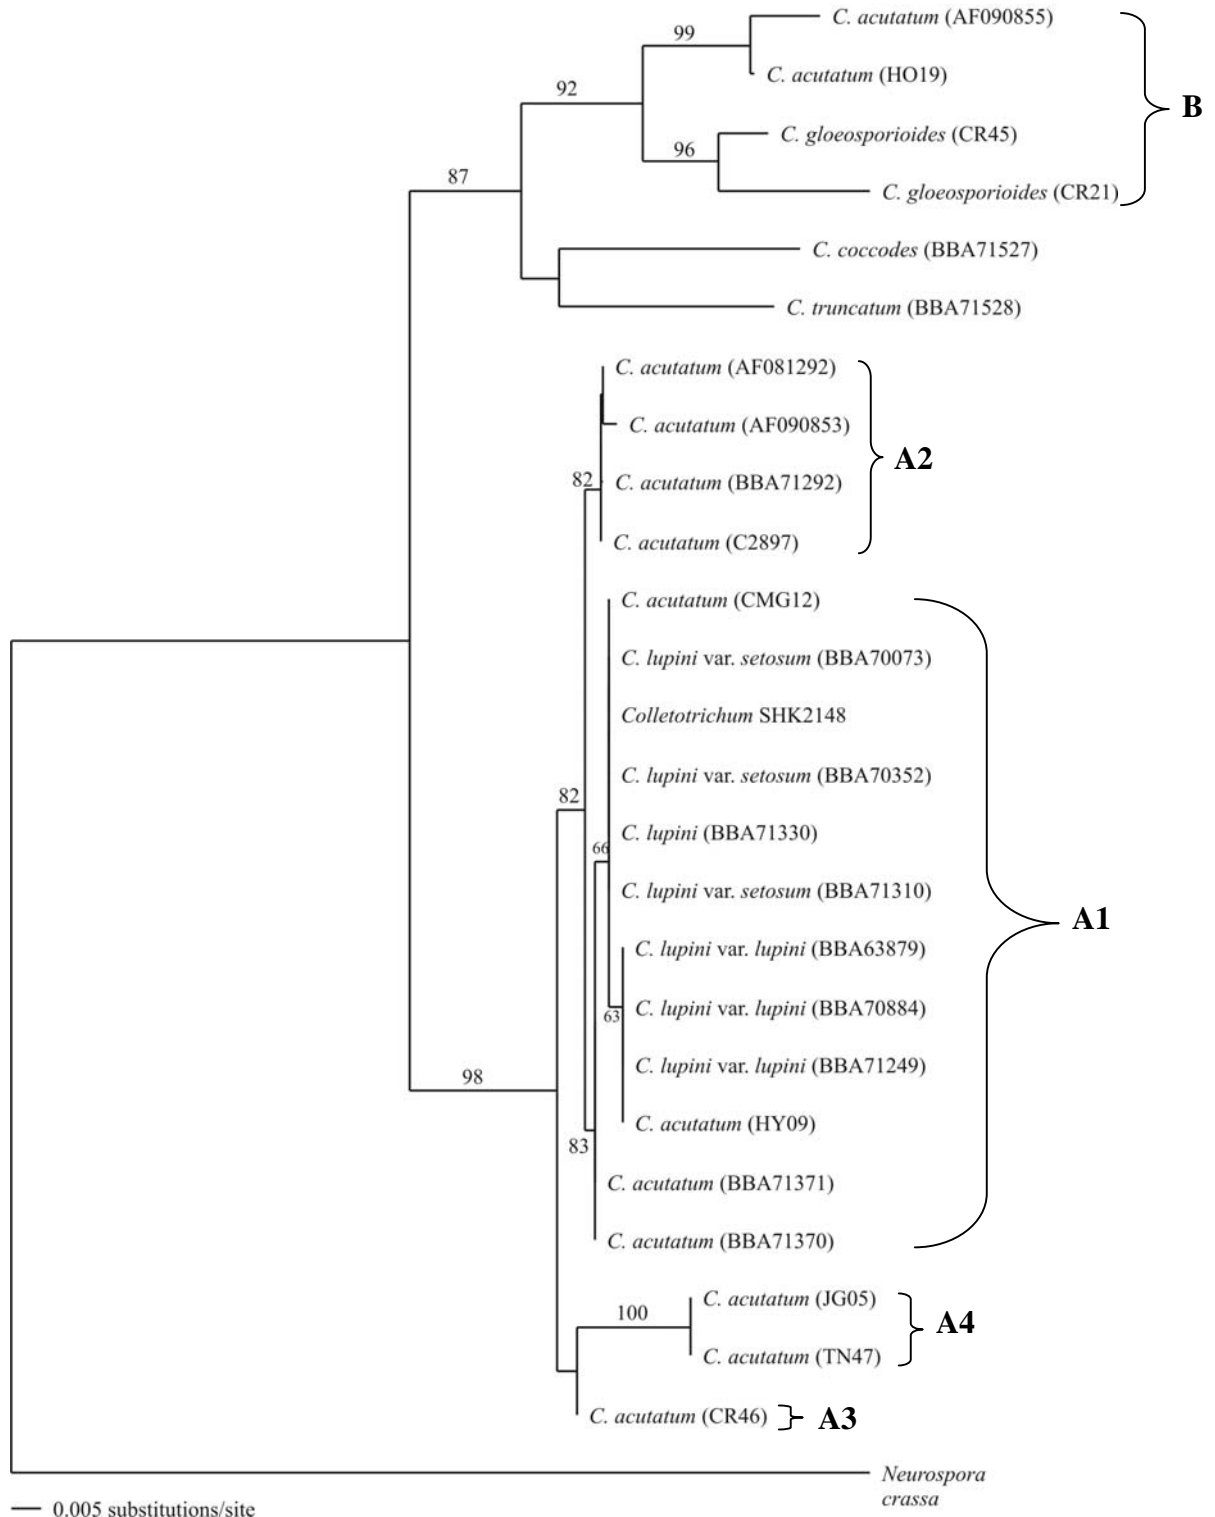 C. acutatum (AF090855)
99
C. acutatum (HO19)
92
B
C. gloeosporioides (CR45)
96
87
C. gloeosporioides (CR21)
C. coccodes (BBA71527)
C. truncatum (BBA71528)
C. acutatum (AF081292)
C. acutatum (AF090853)
A2
82
C. acutatum (BBA71292)
C. acutatum (C2897)
C. acutatum (CMG12)
C. lupini var. setosum (BBA70073)
Colletotrichum SHK2148
C. lupini var. setosum (BBA70352)
82
C. lupini (BBA71330)
66
C. lupini var. setosum (BBA71310)
A1
C. lupini var. lupini (BBA63879)
C. lupini var. lupini (BBA70884)
63
C. lupini var. lupini (BBA71249)
98
C. acutatum (HY09)
83
C. acutatum (BBA71371)
C. acutatum (BBA71370)
C. acutatum (JG05)
100
A4
C. acutatum (TN47)
C. acutatum (CR46)
A3
Neurospora
crassa
0.005 substitutions/site